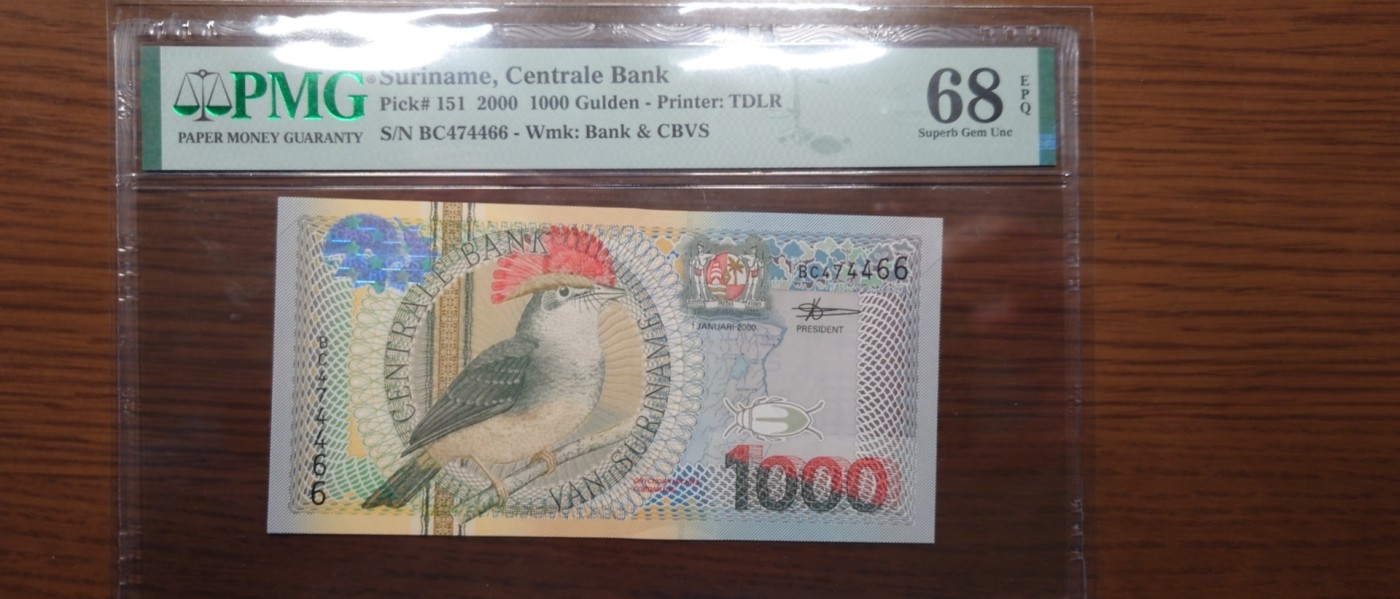 PMG
PAPER MONEY GUARANTY
Suriname, Centrale Bank
Pick# 151 2000 1000 Gulden - Printer: TDLR
S/N BC474466 - Wmk: Bank & CBVS
68
EPQ
Superb Gem Unc
CENTRALE BANK
VAN SURINAME
BC474466
1 JANUARI 2000
PRESIDENT
BC474466
1000